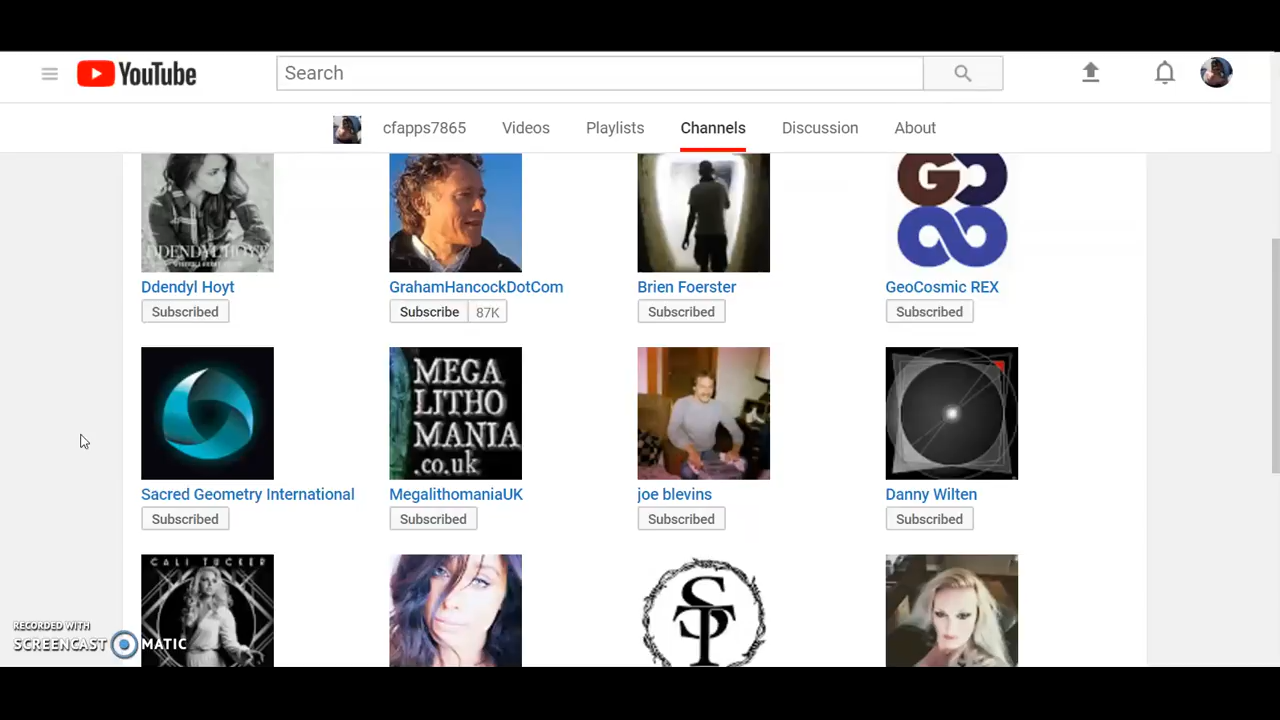 YouTube
Search
cfapps7865 Videos Playlists Channels Discussion About
DDENDYL HOYT
Ddendyl Hoyt GrahamHancockDotCom Brien Foerster GeoCosmic REX
Subscribed Subscribe 87K Subscribed Subscribed
MEGA
LITHO
MANIA
.co.uk
Sacred Geometry International MegalithomaniaUK joe blevins Danny Wilten
Subscribed Subscribed Subscribed Subscribed
CALI TUCKER
RECORDED WITH
SCREENCAST MATIC